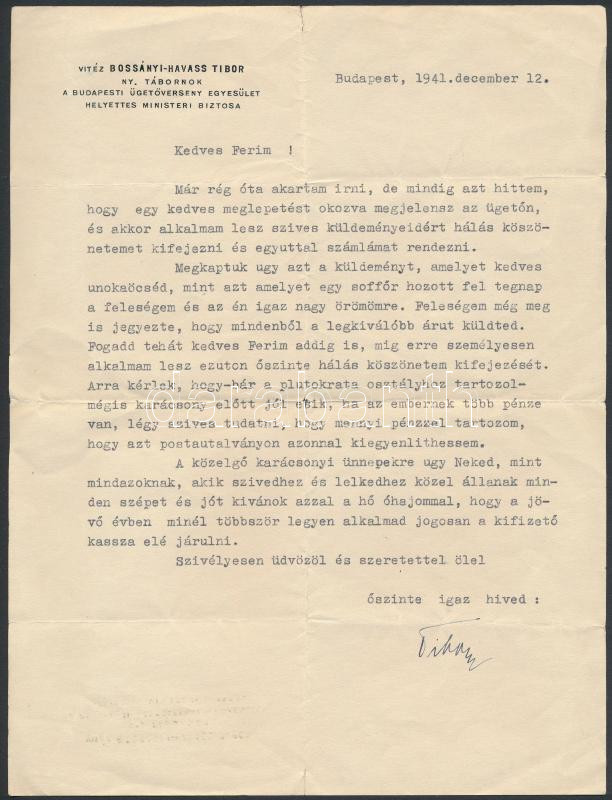 VITÉZ BOSSÁNYI-HAVASS TIBOR
NY. TÁBORNOK
A BUDAPESTI ÜGETŐVERSENY EGYESÜLET
HELYETTES MINISTERI BIZTOSA
Budapest, 1941.december 12.
Kedves Ferim !
Már rég óta akartam irni, de mindig azt hittem,
hogy egy kedves meglepetést okozva megjelensz az ügetőn,
és akkor alkalmam lesz szives küldeményeidért hálás köszö-
netemet kifejezni és egyuttal számlámat rendezni.
Megkaptuk ugy azt a küldeményt, amelyet kedves
unokaöcséd, mint azt amelyet egy soffőr hozott fel tegnap
a feleségem és az én igaz nagy örömömre. Feleségem még meg
is jegyezte, hogy mindenből a legkiválóbb árut küldted.
Fogadd tehát kedves Ferim addig is, mig erre személyesen
alkalmam lesz ezuton őszinte hálás köszönetem kifejezését.
Arra kérlek, hogy-bár a plutokrata osztályhoz tartozol-
mégis karácsony előtt jól esik, ha az embernek több pénze
van, légy szives tudatni, hogy mennyi pénzzel tartozom,
hogy azt postautalványon azonnal kiegyenlithessem.
A közelgő karácsonyi ünnepekre ugy Neked, mint
mindazoknak, akik szivedhez és lelkedhez közel állanak min-
den szépet és jót kivánok azzal a hő óhajommal, hogy a jö-
vő évben minél többször legyen alkalmad jogosan a kifizető
kassza elé járulni.
Szivélyesen üdvözöl és szeretettel ölel
őszinte igaz hived :
Tibor
darabanth